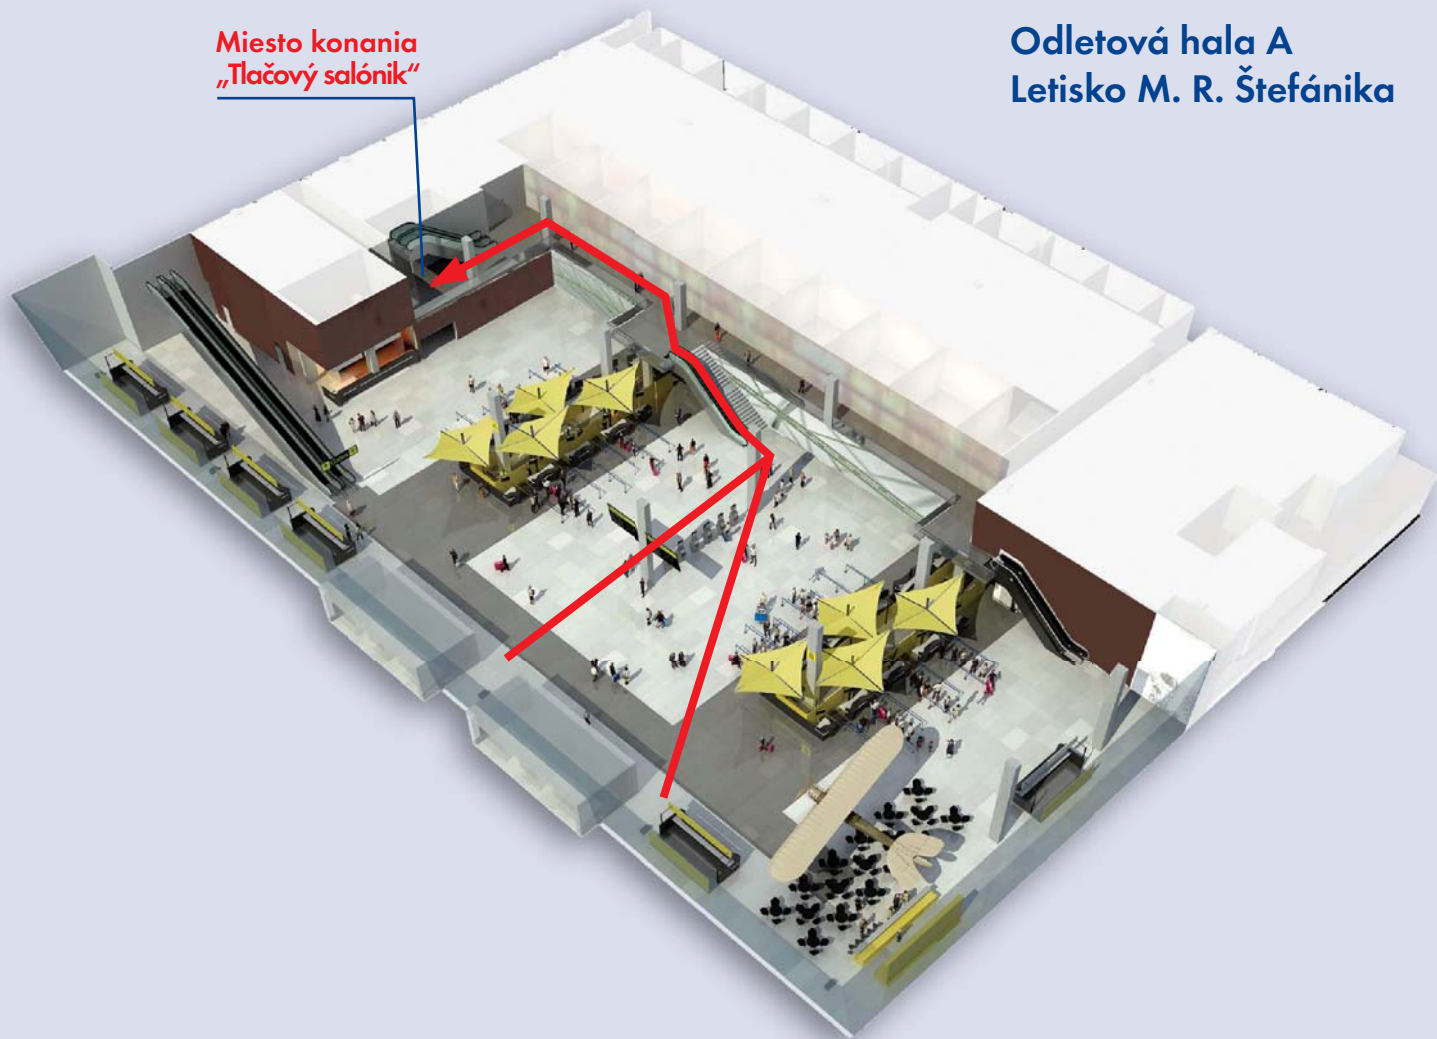 Miesto konania
„Tlačový salónik“
Odletová hala A
Letisko M. R. Štefánika